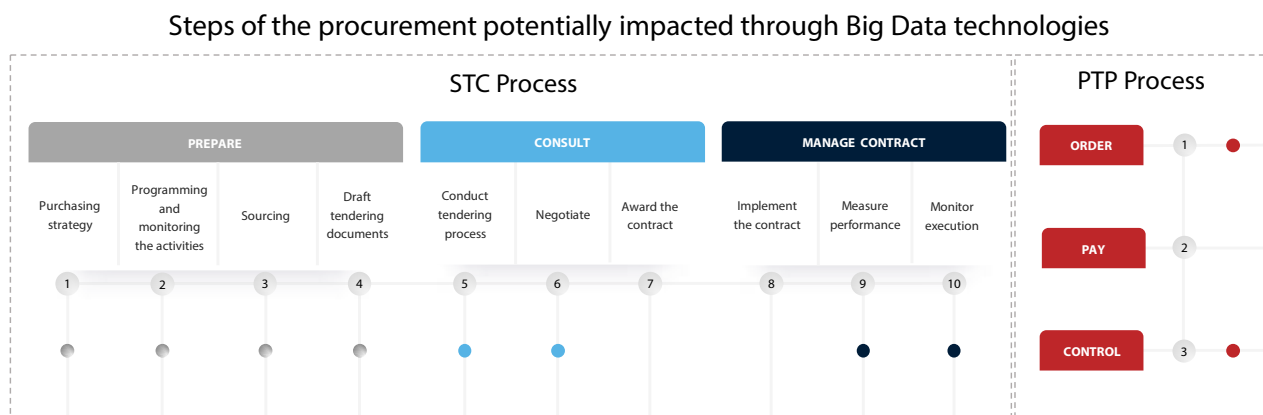 Steps of the procurement potentially impacted through Big Data technologies
STC Process
PREPARE
CONSULT
MANAGE CONTRACT
Purchasing
strategy
Programming
and
monitoring
the activities
Sourcing
Draft
tendering
documents
Conduct
tendering
process
Negotiate
Award the
contract
Implement
the contract
Measure
performance
Monitor
execution
1
2
3
4
5
6
7
8
9
10
PTP Process
ORDER
1
PAY
2
CONTROL
3